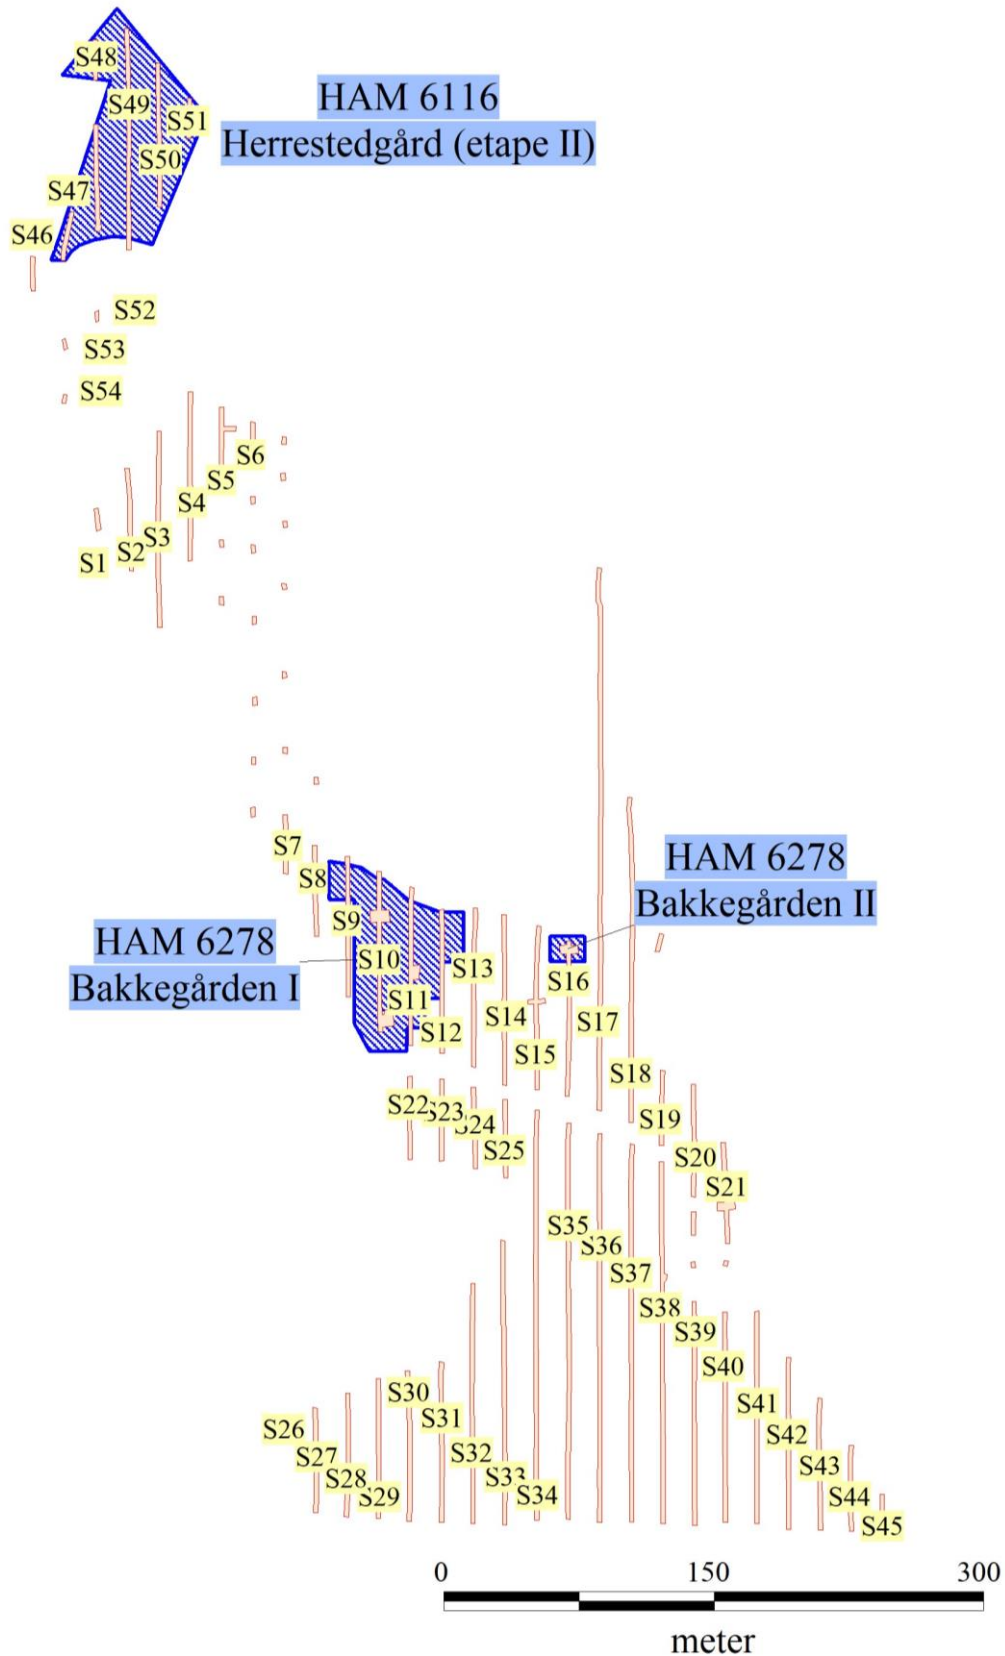 S48
HAM 6116
Herrestedgård (etape II)
S49
S51
S50
S47
S46
S52
S53
S54
S6
S5
S4
S3
S2
S1
S7
S8
HAM 6278
Bakkegården II
S9
HAM 6278
Bakkegården I
S10
S13
S16
S11
S14
S17
S12
S15
S18
S22
S23
S19
S24
S25
S20
S21
S35
S36
S37
S38
S39
S40
S30
S41
S31
S26
S42
S27
S32
S43
S33
S28
S34
S29
S44
S45
0 150 300
meter